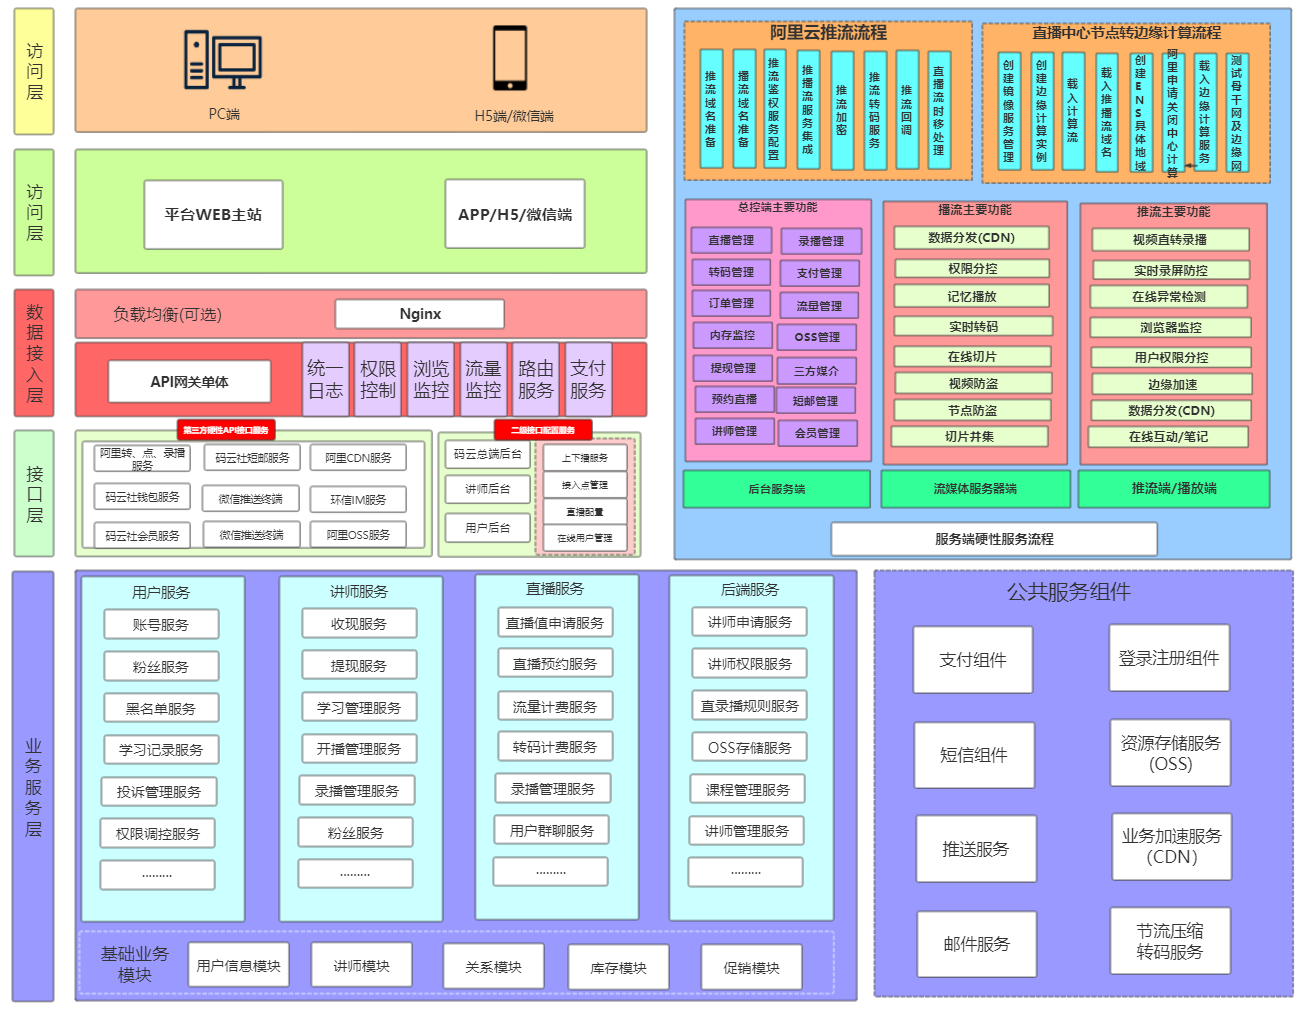 访问层
PC端
H5端/微信端
访问层
平台WEB主站
APP/H5/微信端
数据接入层
负载均衡(可选)
Nginx
API网关单体
统一
日志
权限
控制
浏览
监控
流量
监控
路由
服务
支付
服务
接口层
第三方硬性API接口服务
阿里转、点、录播
服务
码云社短邮服务
阿里CDN服务
码云社钱包服务
微信推送终端
环信IM服务
码云社会员服务
微信推送终端
阿里OSS服务
二级接口配置服务
码云总端后台
讲师后台
用户后台
上下播服务
接入点管理
直播配置
在线用户管理
阿里云推流流程
推流域名准备
播流域名准备
推流鉴权服务配置
推播流服务集成
推流加密
推流转码服务
推流回调
直播流时移处理
直播中心节点转边缘计算流程
创建镜像服务管理
创建边缘计算实例
载入计算流
载入推播流域名
创建ENS具体地域
阿里申请关闭中心计算
载入边缘计算服务
测试骨干网及边缘网
总控端主要功能
直播管理
录播管理
转码管理
支付管理
订单管理
流量管理
内存监控
OSS管理
提现管理
三方媒介
预约直播
短邮管理
讲师管理
会员管理
播流主要功能
数据分发(CDN)
权限分控
记忆播放
实时转码
在线切片
视频防盗
节点防盗
切片并集
推流主要功能
视频直转录播
实时录屏防控
在线异常检测
浏览器监控
用户权限分控
边缘加速
数据分发(CDN)
在线互动/笔记
后台服务端
流媒体服务器端
推流端/播放端
服务端硬性服务流程
业务服务层
用户服务
账号服务
粉丝服务
黑名单服务
学习记录服务
投诉管理服务
权限调控服务
.........
讲师服务
收现服务
提现服务
学习管理服务
开播管理服务
录播管理服务
粉丝服务
.........
直播服务
直播值申请服务
直播预约服务
流量计费服务
转码计费服务
录播管理服务
用户群聊服务
.........
后端服务
讲师申请服务
讲师权限服务
直录播规则服务
OSS存储服务
课程管理服务
讲师管理服务
.........
基础业务
模块
用户信息模块
讲师模块
关系模块
库存模块
促销模块
公共服务组件
支付组件
登录注册组件
短信组件
资源存储服务
(OSS)
推送服务
业务加速服务
(CDN)
邮件服务
节流压缩
转码服务